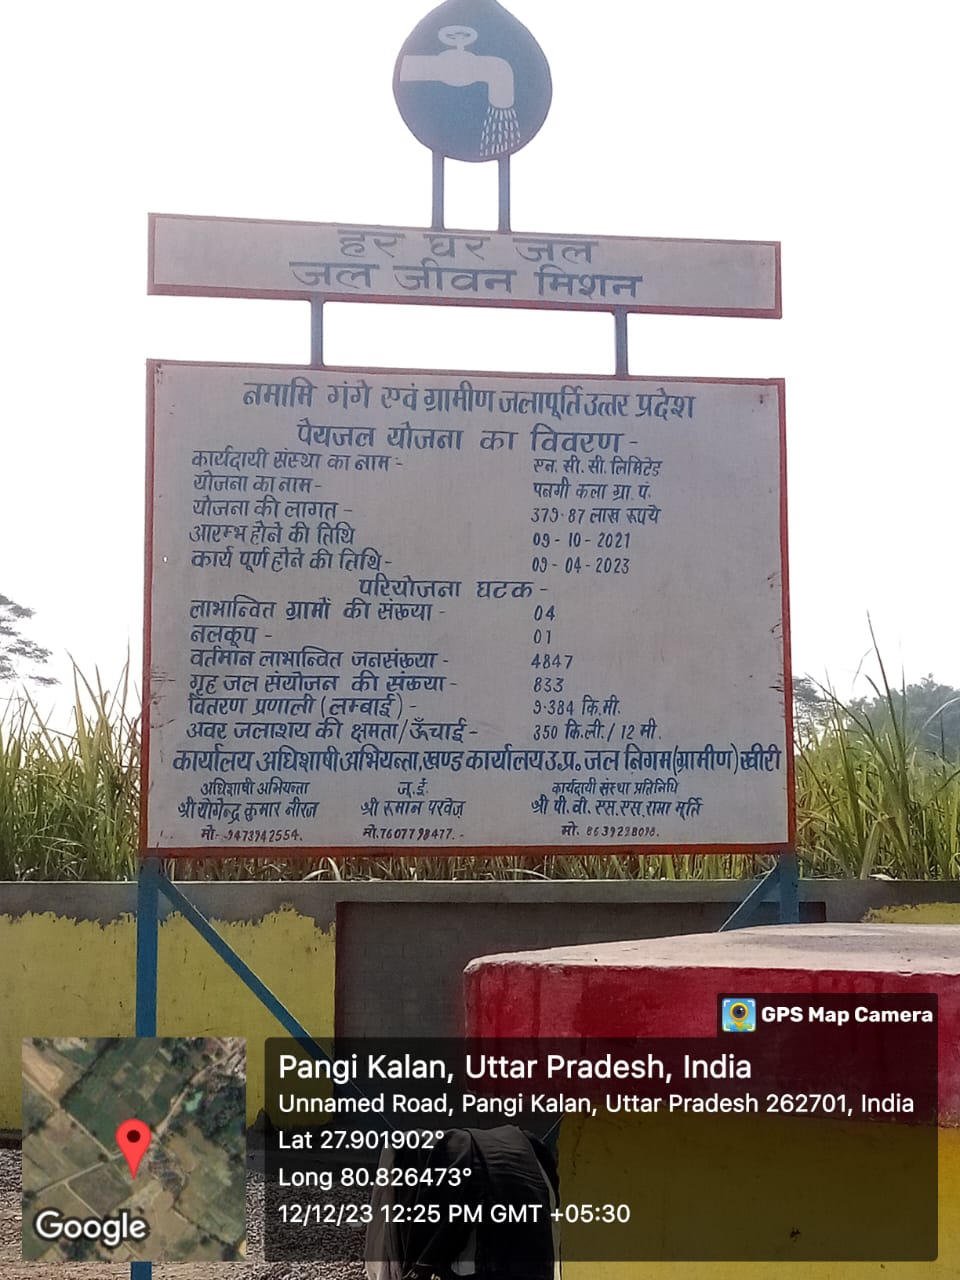 हर घर जल
जल जीवन मिशन
नमामि गंगे एवं ग्रामीण जलापूर्ति उत्तर प्रदेश
पेयजल योजना का विवरण -
कार्यदायी संस्था का नाम :- एन. सी. सी. लिमिटेड
योजना का नाम - पनगी कला ग्रा. पं.
योजना की लागत - 379.87 लाख रूपये
आरम्भ होने की तिथि 09 - 10 - 2021
कार्य पूर्ण होने की तिथि - 09 - 04 - 2023
परियोजना घटक -
लाभान्वित ग्रामों की संख्या - 04
नलकूप - 01
वर्तमान लाभान्वित जनसंख्या - 4847
गृह जल संयोजन की संख्या - 833
वितरण प्रणाली (लम्बाई) - 9.384 कि.मी.
अवर जलाशय की क्षमता/ऊँचाई - 350 कि.ली./ 12 मी.
कार्यालय अधिशाषी अभियन्ता, खण्ड कार्यालय उ.प्र. जल निगम (ग्रामीण) खीरी
अधिशाषी अभियन्ता जू.ई. कार्यदायी संस्था प्रतिनिधि
श्री योगेन्द्र कुमार नीरज श्री रूमान परवेज श्री पी. वी. एस. एस. रामा मूर्ति
मो.- 9473942554. मो. 7607798477.- मो.
GPS Map Camera
Pangi Kalan, Uttar Pradesh, India
Unnamed Road, Pangi Kalan, Uttar Pradesh 262701, India
Lat 27.901902°
Long 80.826473°
12/12/23 12:25 PM GMT +05:30
Google